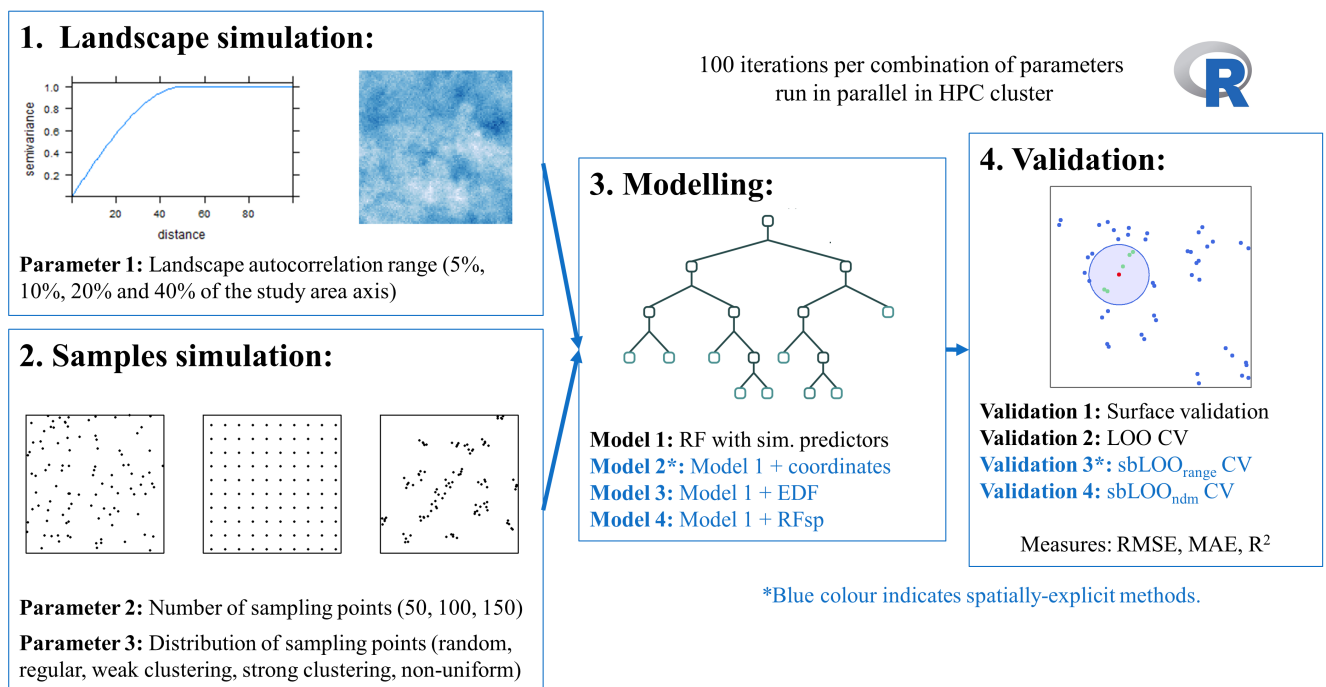 1. Landscape simulation:
semivariance
1.0
0.8
0.6
0.4
0.2
20 40 60 80
distance
Parameter 1: Landscape autocorrelation range (5%,
10%, 20% and 40% of the study area axis)
2. Samples simulation:
Parameter 2: Number of sampling points (50, 100, 150)
Parameter 3: Distribution of sampling points (random,
regular, weak clustering, strong clustering, non-uniform)
100 iterations per combination of parameters
run in parallel in HPC cluster
R
3. Modelling:
Model 1: RF with sim. predictors
Model 2*: Model 1 + coordinates
Model 3: Model 1 + EDF
Model 4: Model 1 + RFsp
4. Validation:
Validation 1: Surface validation
Validation 2: LOO CV
Validation 3*: sbLOOrange CV
Validation 4: sbLOOndm CV
Measures: RMSE, MAE, R²
*Blue colour indicates spatially-explicit methods.